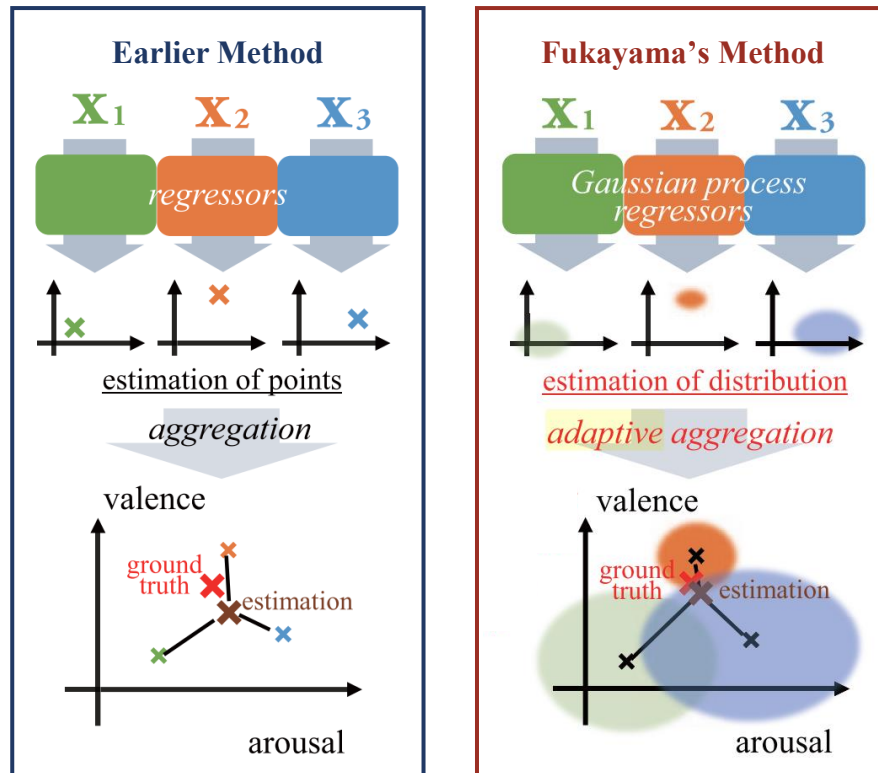 Earlier Method
X1 X2 X3
regressors
estimation of points
aggregation
valence
ground
truth
estimation
arousal
Fukayama's Method
X1 X2 X3
Gaussian process
regressors
estimation of distribution
adaptive aggregation
valence
ground
truth
estimation
arousal